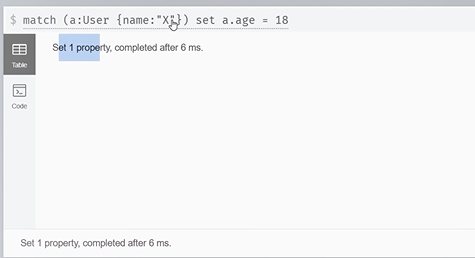 $ match (a:User {name:"X"}) set a.age = 18
Set 1 property, completed after 6 ms.
Table
Code
Set 1 property, completed after 6 ms.